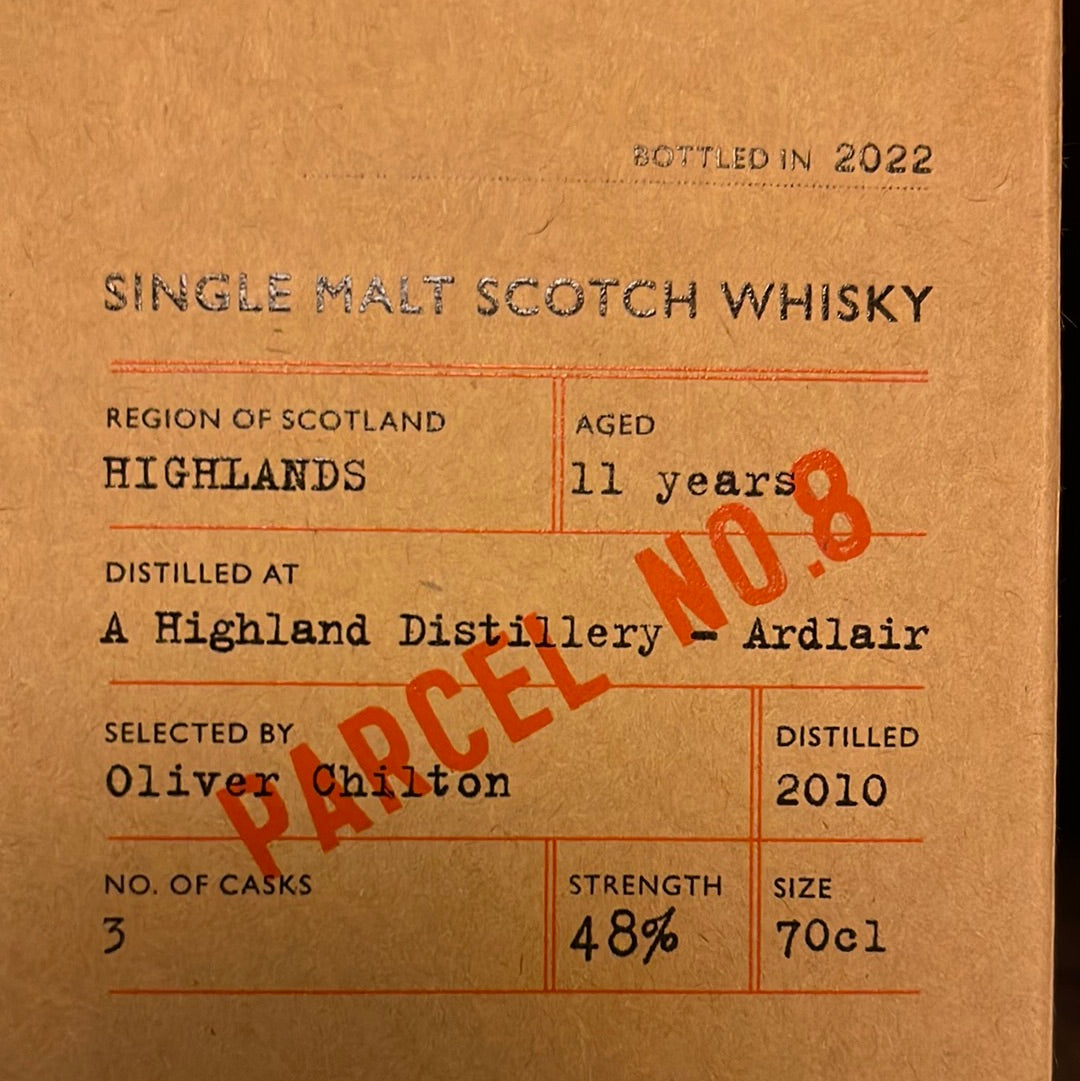 BOTTLED IN 2022
SINGLE MALT SCOTCH WHISKY
REGION OF SCOTLAND
HIGHLANDS
AGED
11 years
DISTILLED AT
A Highland Distillery - Ardlair
PARCEL NO.8
SELECTED BY
Oliver Chilton
DISTILLED
2010
NO. OF CASKS
3
STRENGTH
48%
SIZE
70cl